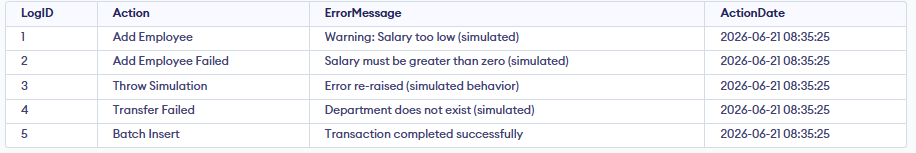 LogID Action ErrorMessage ActionDate
1 Add Employee Warning: Salary too low (simulated) 2026-06-21 08:35:25
2 Add Employee Failed Salary must be greater than zero (simulated) 2026-06-21 08:35:25
3 Throw Simulation Error re-raised (simulated behavior) 2026-06-21 08:35:25
4 Transfer Failed Department does not exist (simulated) 2026-06-21 08:35:25
5 Batch Insert Transaction completed successfully 2026-06-21 08:35:25